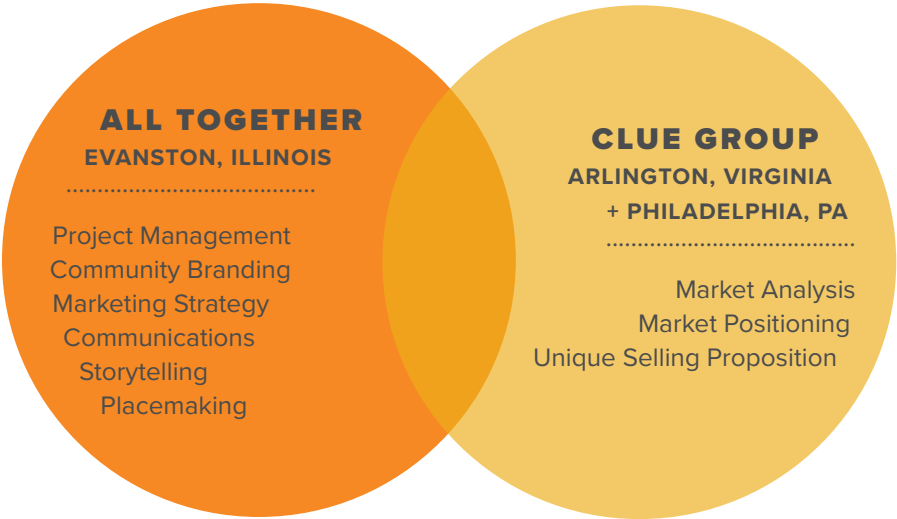 ALL TOGETHER
EVANSTON, ILLINOIS
Project Management
Community Branding
Marketing Strategy
Communications
Storytelling
Placemaking
CLUE GROUP
ARLINGTON, VIRGINIA
+ PHILADELPHIA, PA
Market Analysis
Market Positioning
Unique Selling Proposition